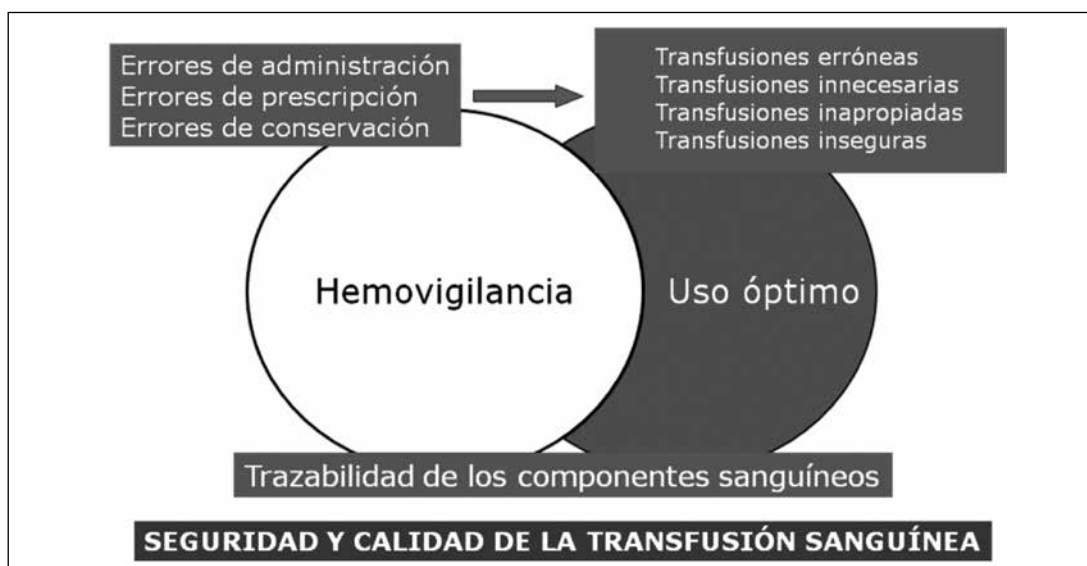 Errores de administración
Errores de prescripción
Errores de conservación
Transfusiones erróneas
Transfusiones innecesarias
Transfusiones inapropiadas
Transfusiones inseguras
Hemovigilancia
Uso óptimo
Trazabilidad de los componentes sanguíneos
SEGURIDAD Y CALIDAD DE LA TRANSFUSIÓN SANGUÍNEA